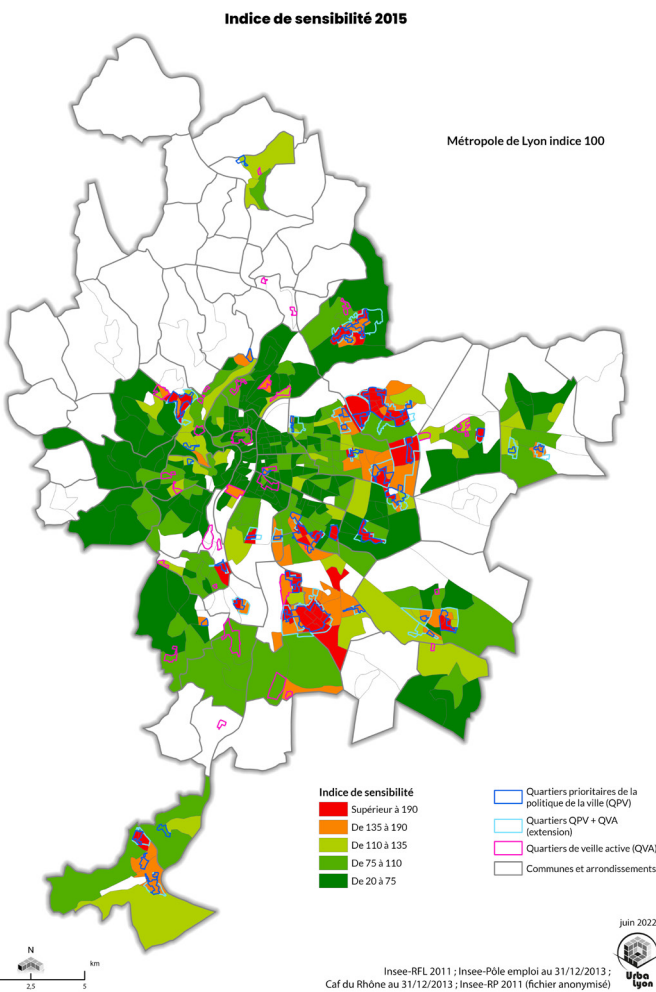 Indice de sensibilité 2015
Métropole de Lyon indice 100
Indice de sensibilité
Supérieur à 190
De 135 à 190
De 110 à 135
De 75 à 110
De 20 à 75
Quartiers prioritaires de la
politique de la ville (QPV)
Quartiers QPV + QVA
(extension)
Quartiers de veille active (QVA)
Communes et arrondissements
juin 2022
N
km
2,5
5
Insee-RFL 2011 ; Insee-Pôle emploi au 31/12/2013 ;
Caf du Rhône au 31/12/2013 ; Insee-RP 2011 (fichier anonymisé)
Urba
Lyon